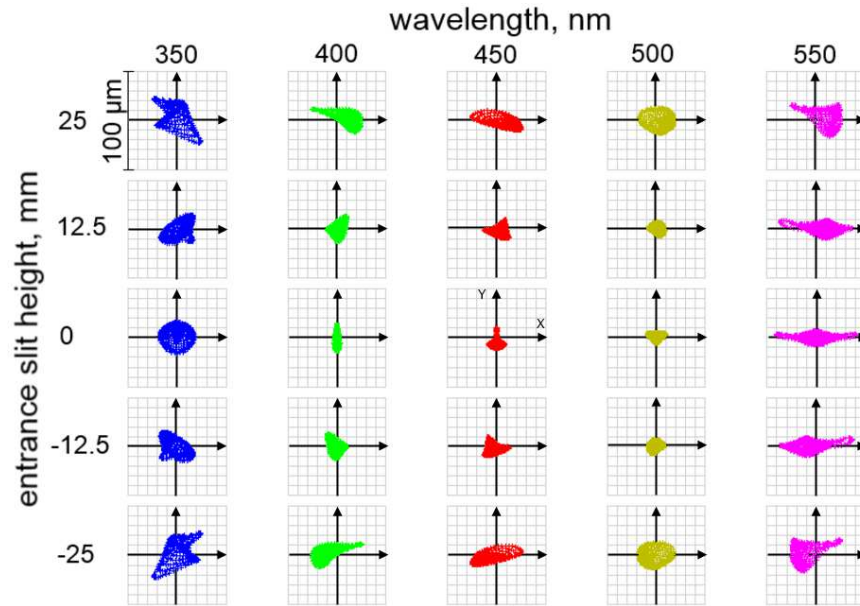 wavelength, nm
350 400 450 500 550
entrance slit height, mm
25
100 μm
12.5
0
Y
X
-12.5
-25